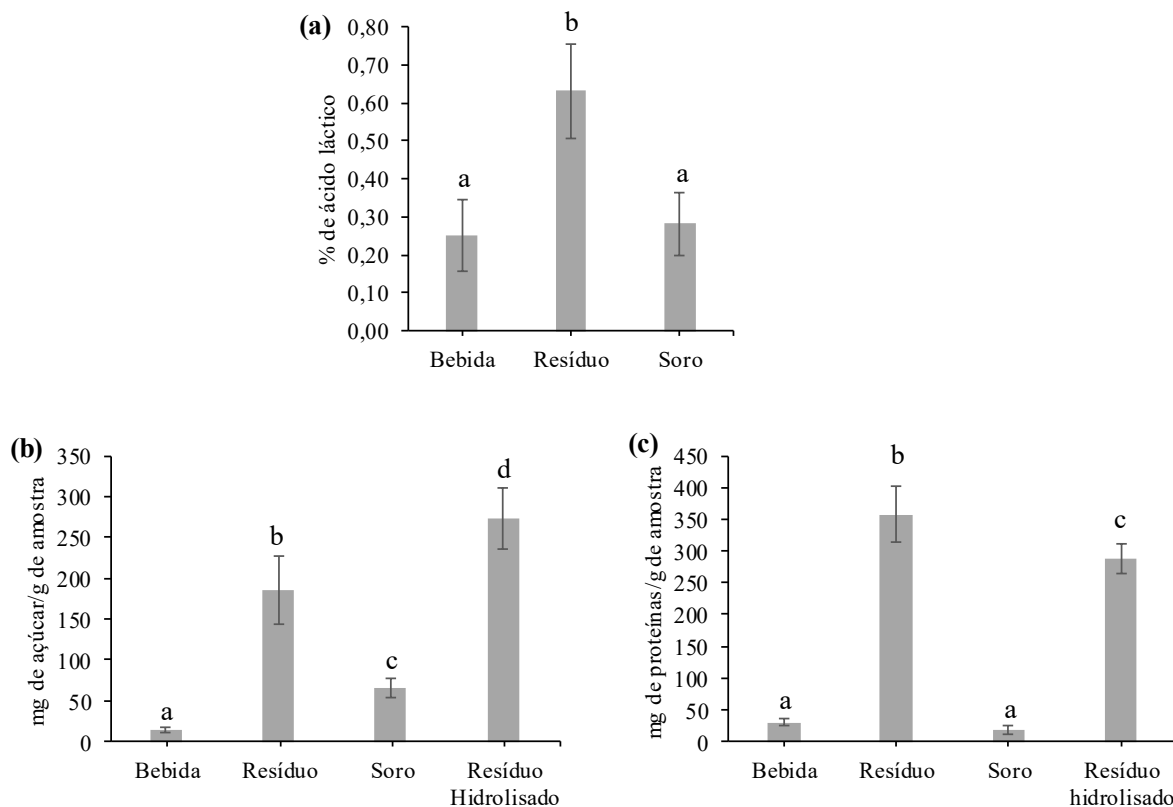 (a)
% de ácido láctico
0,80
0,70
0,60
0,50
0,40
0,30
0,20
0,10
0,00
a
b
a
Bebida
Resíduo
Soro
(b)
mg de açúcar/g de amostra
350
300
250
200
150
100
50
0
a
b
c
d
Bebida
Resíduo
Soro
Resíduo
Hidrolisado
(c)
mg de proteínas/g de amostra
450
400
350
300
250
200
150
100
50
0
a
b
a
c
Bebida
Resíduo
Soro
Resíduo
hidrolisado